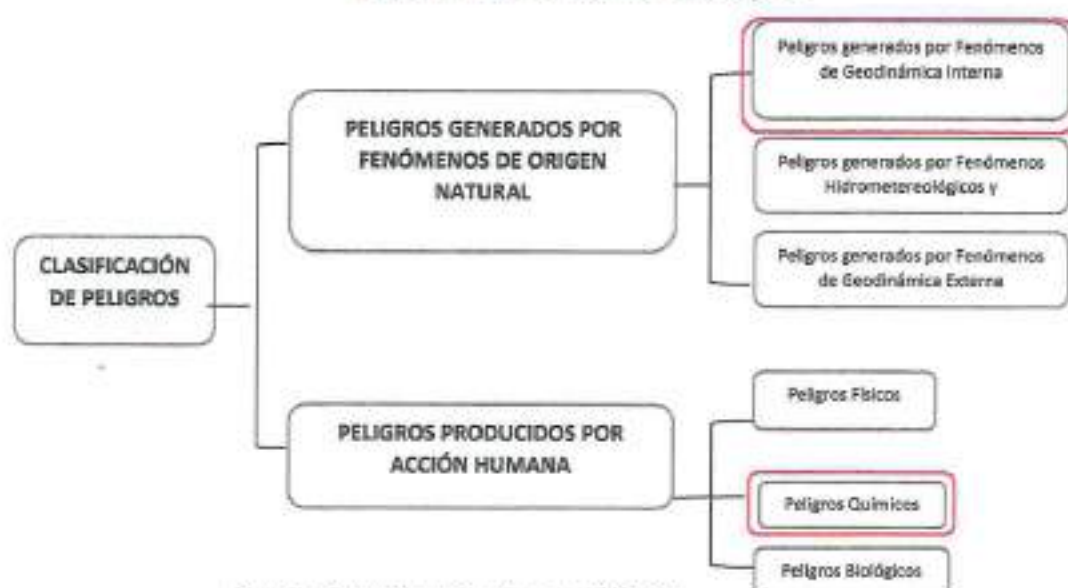 Peligros generados por Fenómenos
de Geodinámica Interna
PELIGROS GENERADOS POR
FENÓMENOS DE ORIGEN
NATURAL
Peligros generados por Fenómenos
Hidrometereológicos y
Peligros generados por Fenómenos
de Geodinámica Externa
CLASIFICACIÓN
DE PELIGROS
PELIGROS PRODUCIDOS POR
ACCIÓN HUMANA
Peligros Físicos
Peligros Químicos
Peligros Biológicos